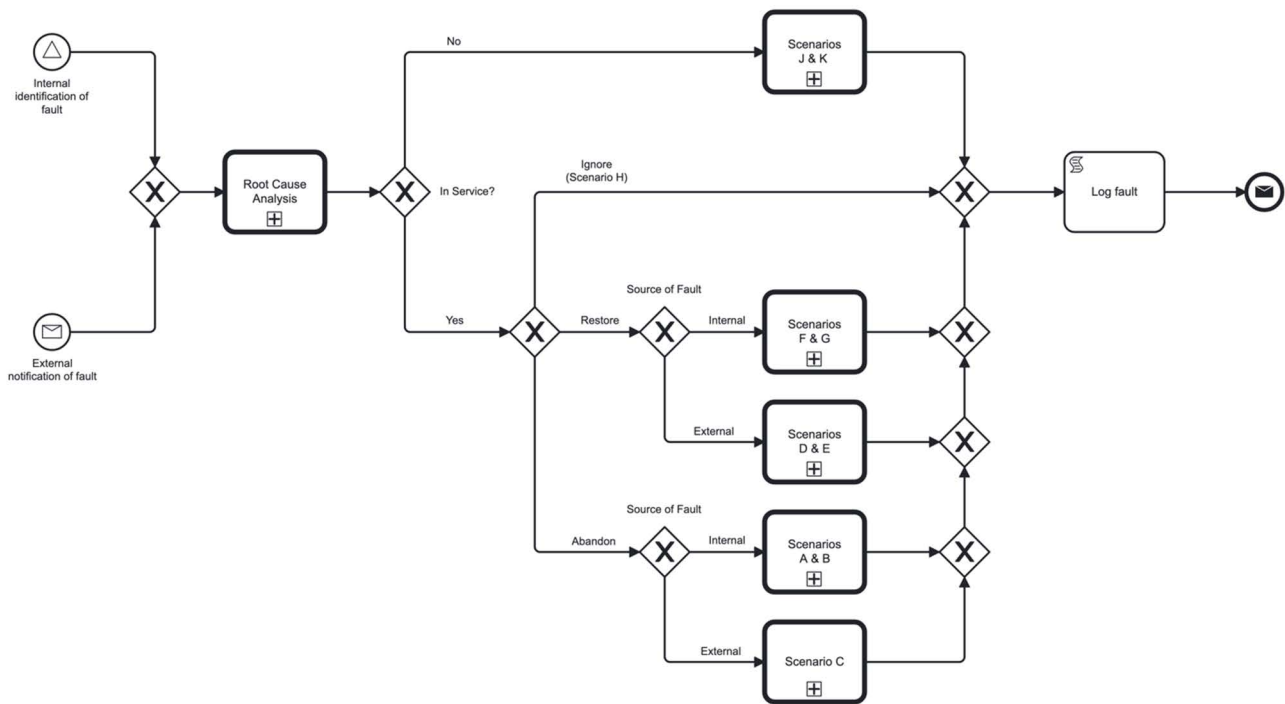 No
Scenarios
J & K
Internal
identification of
fault
Ignore
(Scenario H)
Root Cause
Analysis
In Service?
Log fault
Source of Fault
Yes
Restore
Internal
Scenarios
F & G
External
notification of fault
External
Scenarios
D & E
Source of Fault
Abandon
Internal
Scenarios
A & B
External
Scenario C